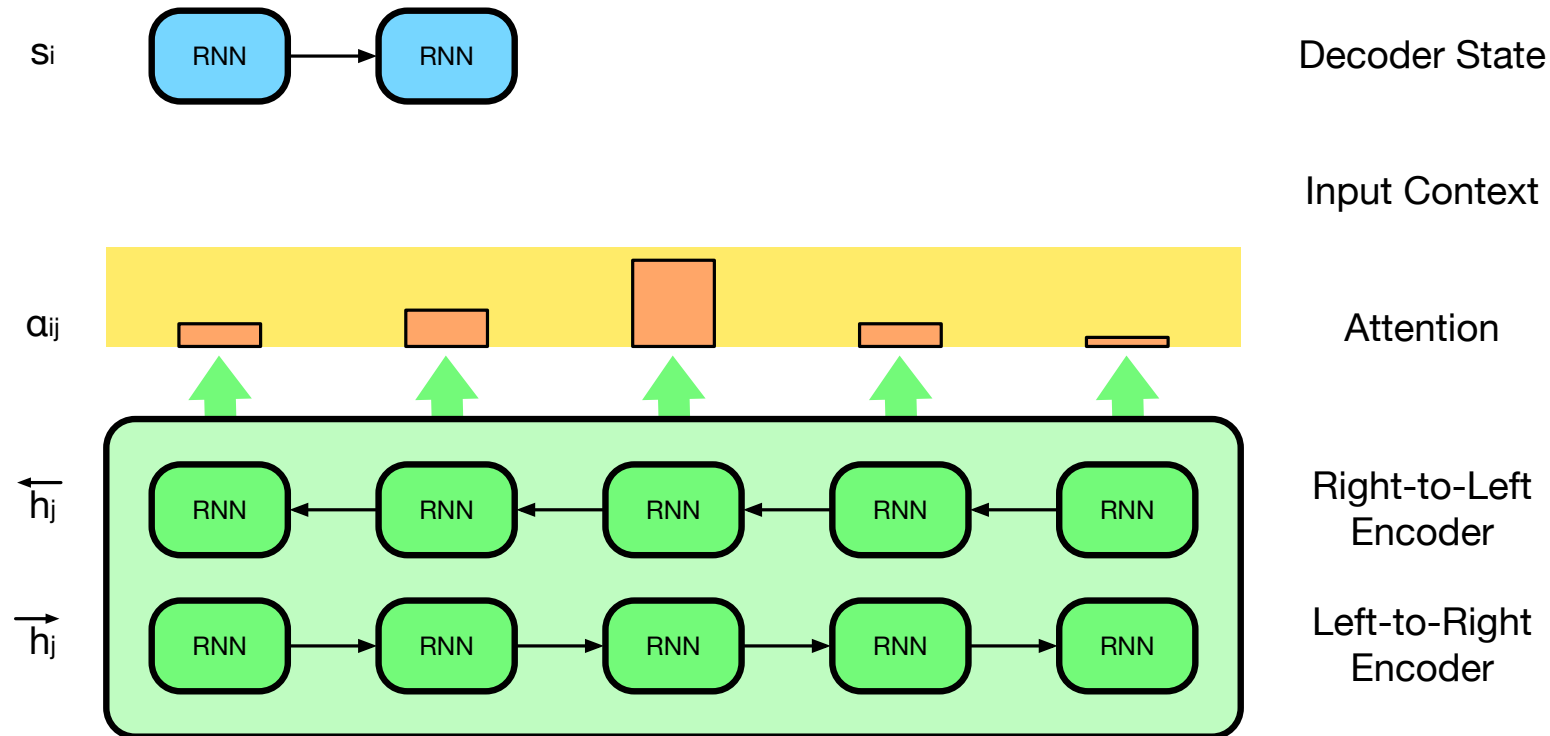 si RNN RNN Decoder State
Input Context
αij Attention
hj RNN RNN RNN RNN RNN Right-to-Left
Encoder
hj RNN RNN RNN RNN RNN Left-to-Right
Encoder